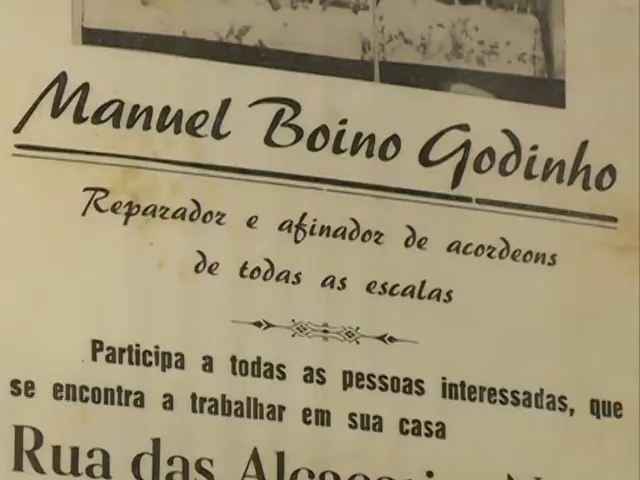 Manuel Boino Godinho
Reparador e afinador de acordeons
de todas as escalas
Participa a todas as pessoas interessadas, que
se encontra a trabalhar em sua casa
Rua das